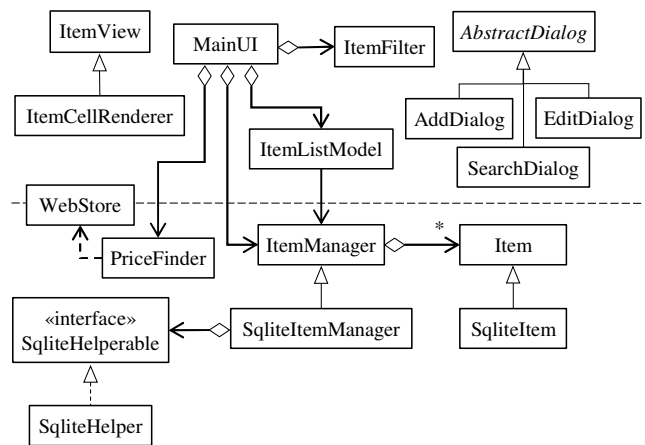 ItemView
MainUI
ItemFilter
AbstractDialog
ItemCellRenderer
AddDialog
EditDialog
ItemListModel
SearchDialog
WebStore
PriceFinder
ItemManager
*
Item
«interface»
SqliteHelperable
SqliteItemManager
SqliteItem
SqliteHelper